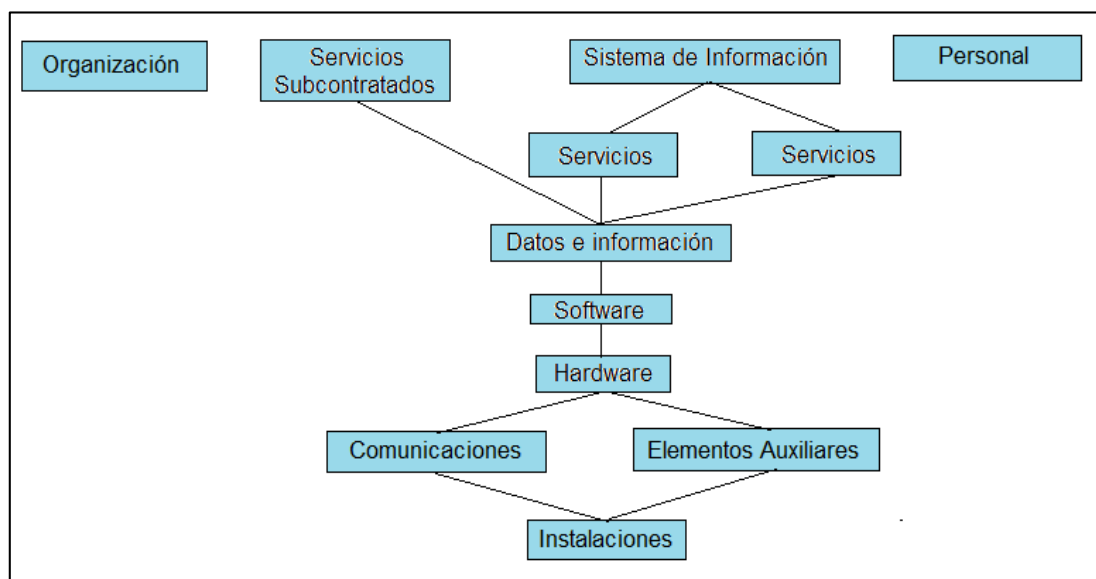 Organización
Servicios
Subcontratados
Sistema de Información
Personal
Servicios
Servicios
Datos e información
Software
Hardware
Comunicaciones
Elementos Auxiliares
Instalaciones